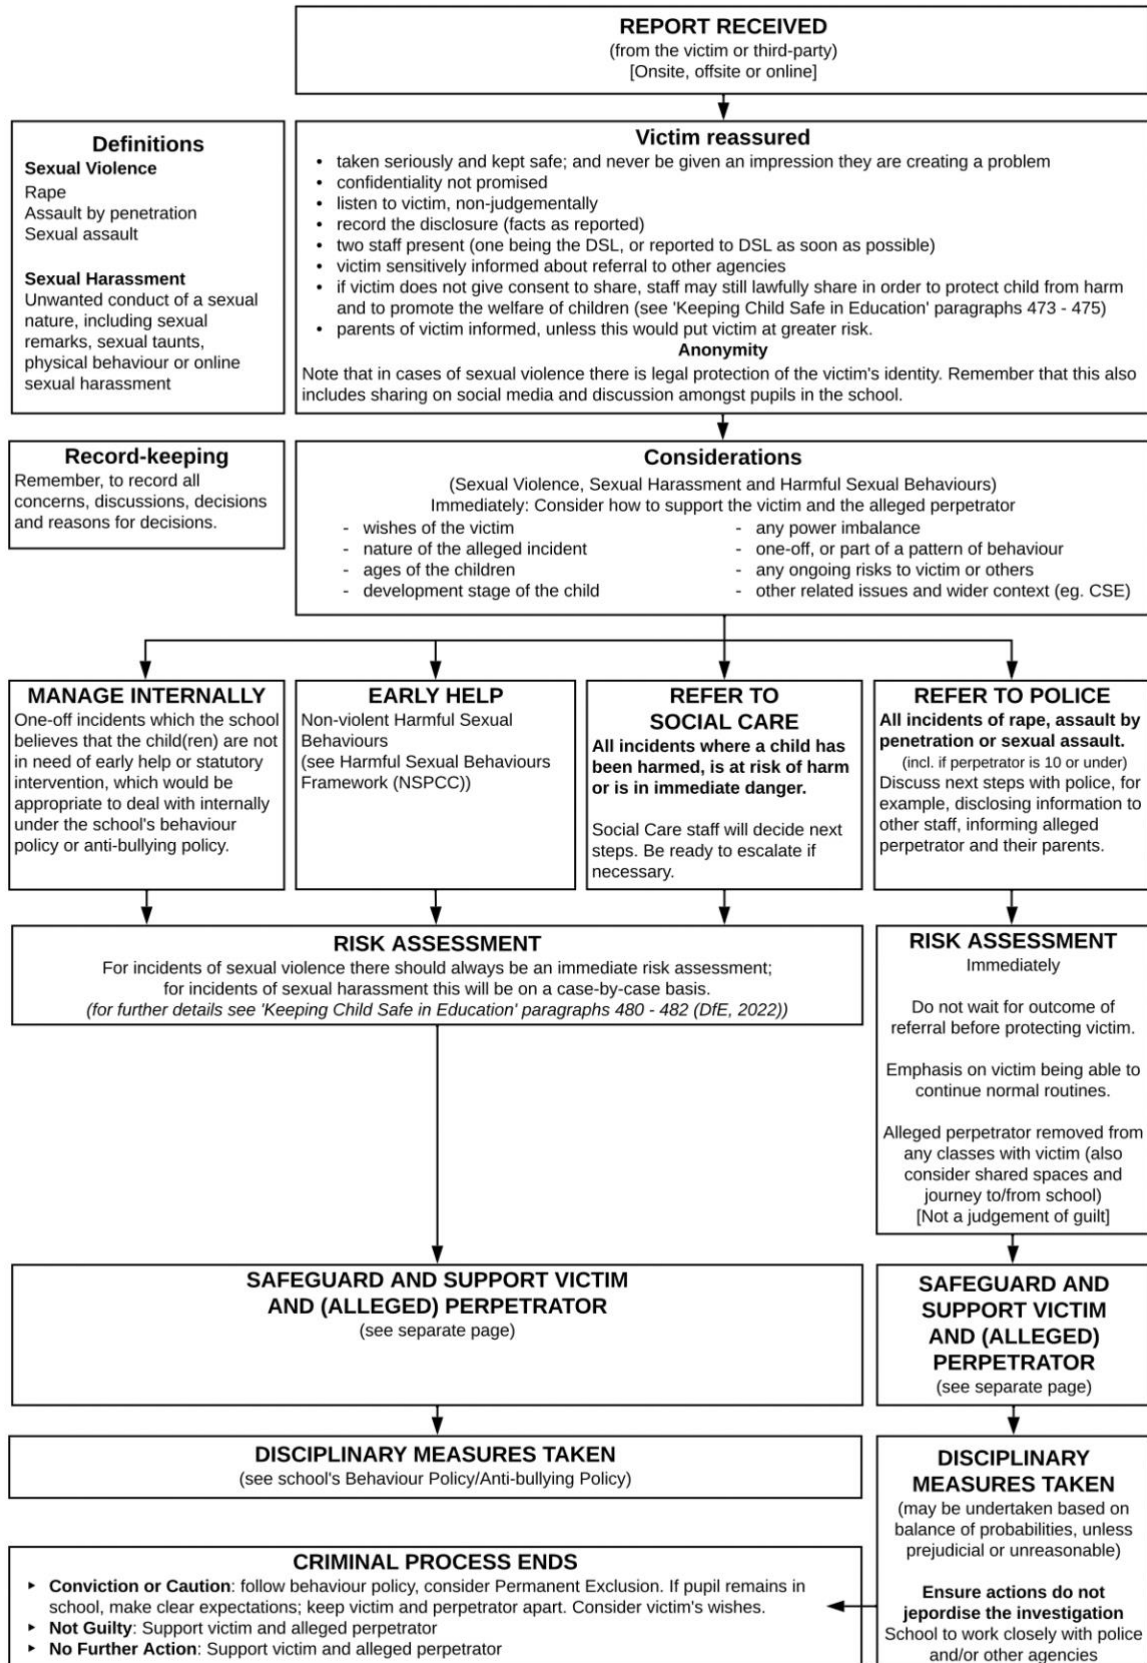 REPORT RECEIVED
(from the victim or third-party)
[Onsite, offsite or online]
Definitions
Sexual Violence
Rape
Assault by penetration
Sexual assault
Sexual Harassment
Unwanted conduct of a sexual
nature, including sexual
remarks, sexual taunts,
physical behaviour or online
sexual harassment
Victim reassured
• taken seriously and kept safe; and never be given an impression they are creating a problem
• confidentiality not promised
• listen to victim, non-judgementally
• record the disclosure (facts as reported)
• two staff present (one being the DSL, or reported to DSL as soon as possible)
• victim sensitively informed about referral to other agencies
• if victim does not give consent to share, staff may still lawfully share in order to protect child from harm
and to promote the welfare of children (see 'Keeping Child Safe in Education' paragraphs 473 - 475)
• parents of victim informed, unless this would put victim at greater risk.
Anonymity
Note that in cases of sexual violence there is legal protection of the victim's identity. Remember that this also
includes sharing on social media and discussion amongst pupils in the school.
Record-keeping
Remember, to record all
concerns, discussions, decisions
and reasons for decisions.
Considerations
(Sexual Violence, Sexual Harassment and Harmful Sexual Behaviours)
Immediately: Consider how to support the victim and the alleged perpetrator
- wishes of the victim
- nature of the alleged incident
- ages of the children
- development stage of the child
- any power imbalance
- one-off, or part of a pattern of behaviour
- any ongoing risks to victim or others
- other related issues and wider context (eg. CSE)
MANAGE INTERNALLY
One-off incidents which the school
believes that the child(ren) are not
in need of early help or statutory
intervention, which would be
appropriate to deal with internally
under the school's behaviour
policy or anti-bullying policy.
EARLY HELP
Non-violent Harmful Sexual
Behaviours
(see Harmful Sexual Behaviours
Framework (NSPCC))
REFER TO
SOCIAL CARE
All incidents where a child has
been harmed, is at risk of harm
or is in immediate danger.
Social Care staff will decide next
steps. Be ready to escalate if
necessary.
REFER TO POLICE
All incidents of rape, assault by
penetration or sexual assault.
(incl. if perpetrator is 10 or under)
Discuss next steps with police, for
example, disclosing information to
other staff, informing alleged
perpetrator and their parents.
RISK ASSESSMENT
For incidents of sexual violence there should always be an immediate risk assessment;
for incidents of sexual harassment this will be on a case-by-case basis.
(for further details see 'Keeping Child Safe in Education' paragraphs 480 - 482 (DfE, 2022))
RISK ASSESSMENT
Immediately
Do not wait for outcome of
referral before protecting victim.
Emphasis on victim being able to
continue normal routines.
Alleged perpetrator removed from
any classes with victim (also
consider shared spaces and
journey to/from school)
[Not a judgement of guilt]
SAFEGUARD AND SUPPORT VICTIM
AND (ALLEGED) PERPETRATOR
(see separate page)
SAFEGUARD AND
SUPPORT VICTIM
AND (ALLEGED)
PERPETRATOR
(see separate page)
DISCIPLINARY MEASURES TAKEN
(see school's Behaviour Policy/Anti-bullying Policy)
DISCIPLINARY
MEASURES TAKEN
(may be undertaken based on
balance of probabilities, unless
prejudicial or unreasonable)
Ensure actions do not
jepordise the investigation
School to work closely with police
and/or other agencies
CRIMINAL PROCESS ENDS
▸ Conviction or Caution: follow behaviour policy, consider Permanent Exclusion. If pupil remains in
school, make clear expectations; keep victim and perpetrator apart. Consider victim's wishes.
▸ Not Guilty: Support victim and alleged perpetrator
▸ No Further Action: Support victim and alleged perpetrator